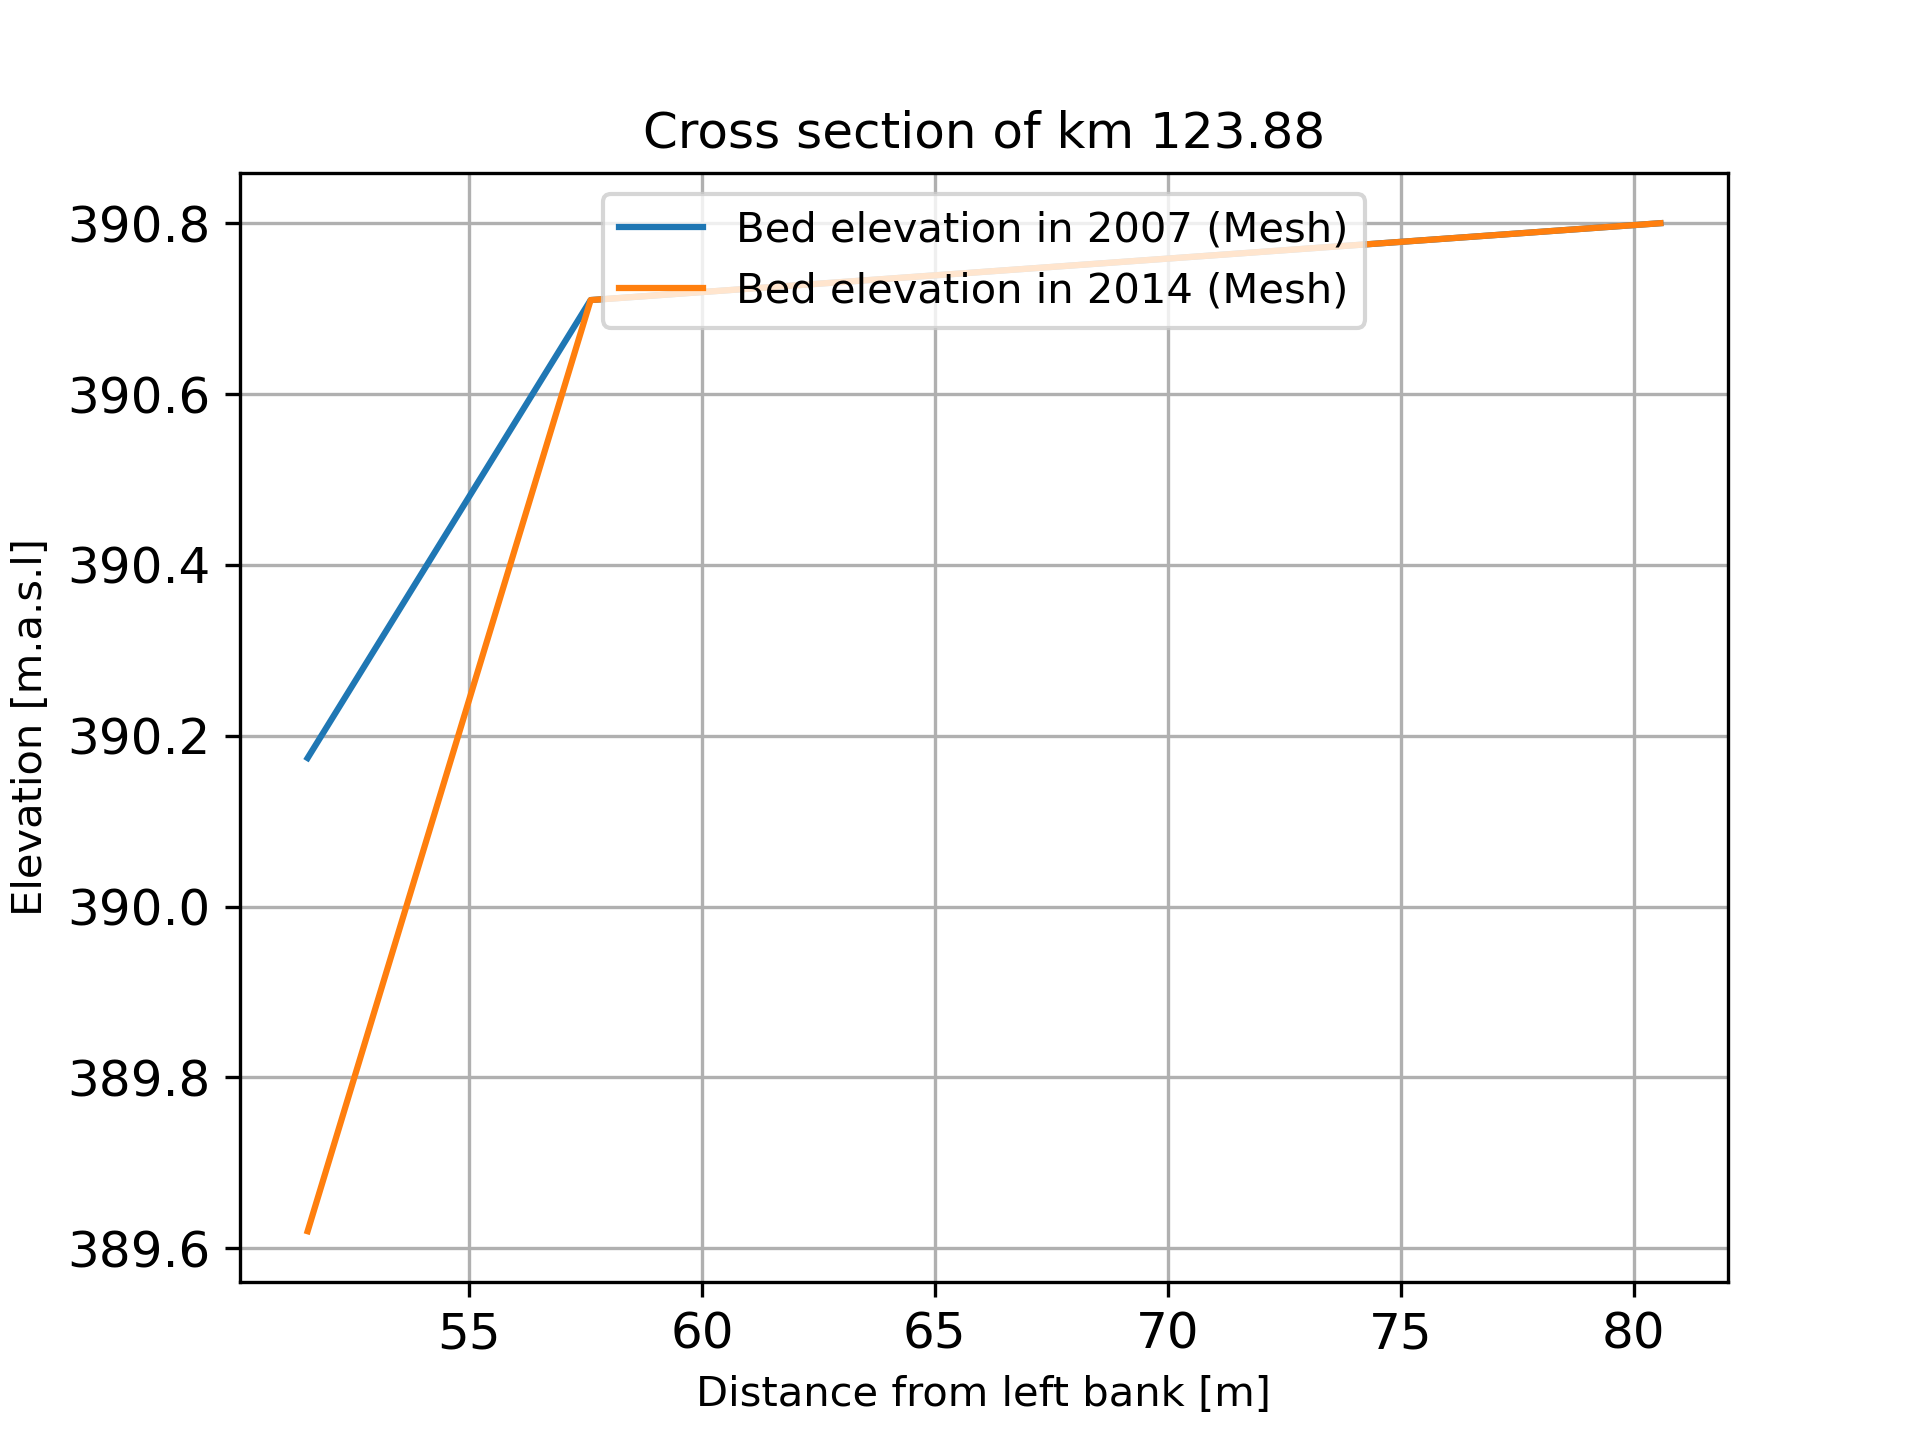 Cross section of km 123.88
Bed elevation in 2007 (Mesh)
Bed elevation in 2014 (Mesh)
Elevation [m.a.s.l]
390.8
390.6
390.4
390.2
390.0
389.8
389.6
55 60 65 70 75 80
Distance from left bank [m]